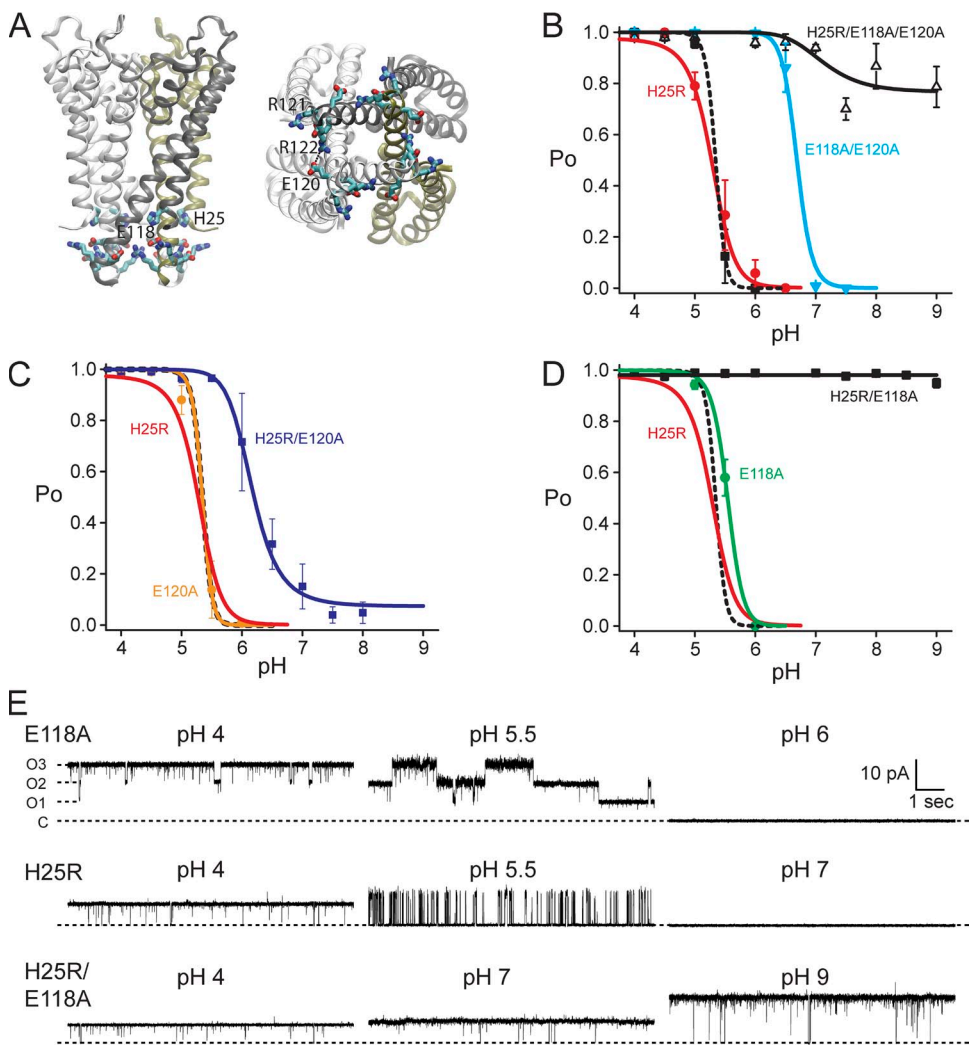 A
R121
R122
E120
H25
E118
B
H25R/E118A/E120A
H25R
E118A/E120A
Po
1.0
0.8
0.6
0.4
0.2
0.0
4 5 6 7 8 9
pH
C
H25R
H25R/E120A
E120A
Po
1.0
0.8
0.6
0.4
0.2
0.0
4 5 6 7 8 9
pH
D
H25R/E118A
H25R
E118A
Po
1.0
0.8
0.6
0.4
0.2
0.0
4 5 6 7 8 9
pH
E
E118A pH 4 pH 5.5 pH 6
O3
O2
O1
C
10 pA
1 sec
H25R pH 4 pH 5.5 pH 7
H25R/
E118A pH 4 pH 7 pH 9